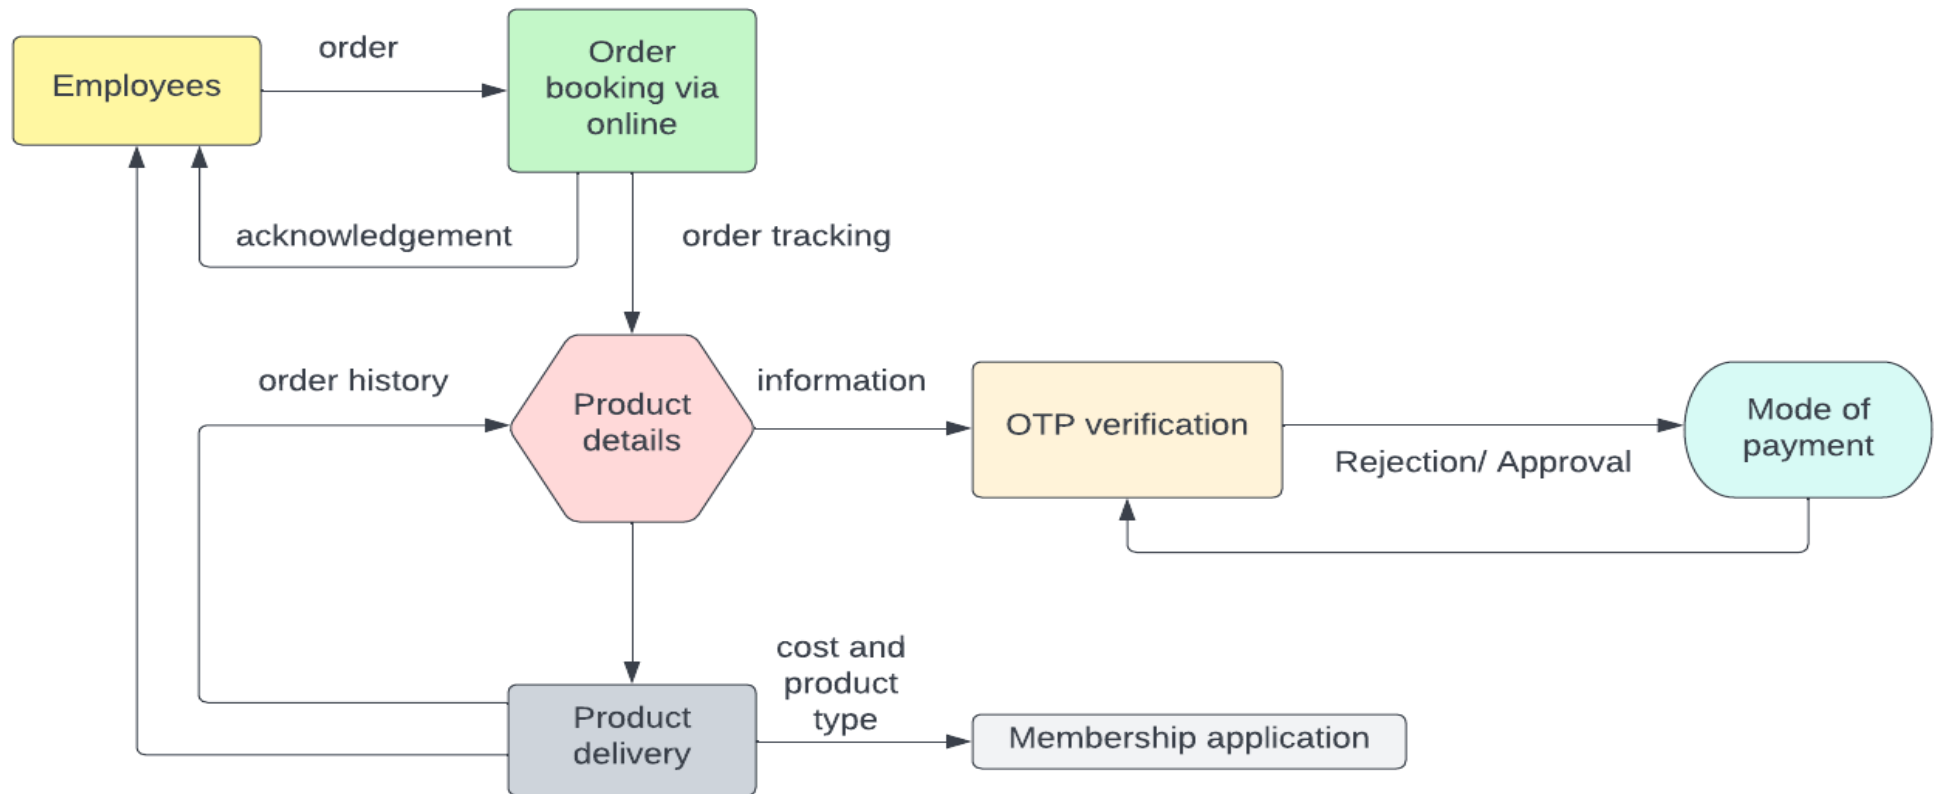 order
Employees
Order
booking via
online
acknowledgement
order tracking
order history
Product
details
information
OTP verification
Rejection/ Approval
Mode of
payment
cost and
product
type
Product
delivery
Membership application